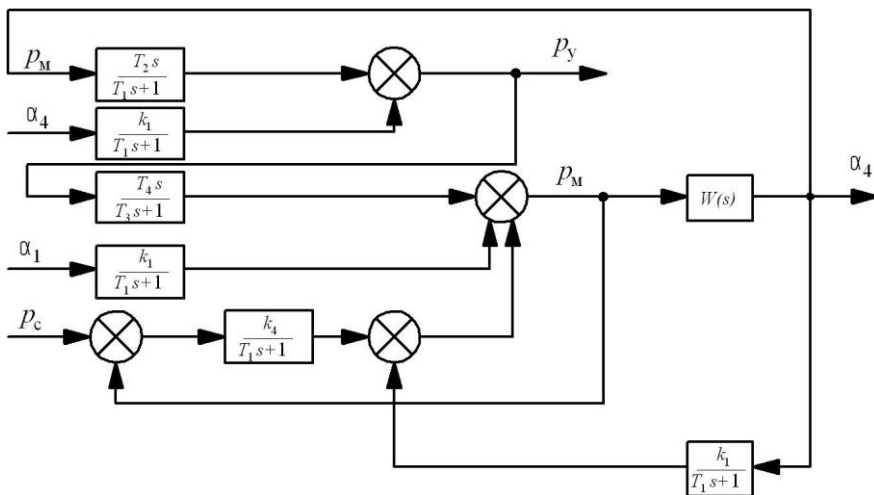 p_м
T_2 s
T_1 s+1
p_у
α_4
k_1
T_1 s+1
T_4 s
T_3 s+1
p_м
W(s)
α_4
α_1
k_1
T_1 s+1
p_с
k_4
T_1 s+1
k_1
T_1 s+1